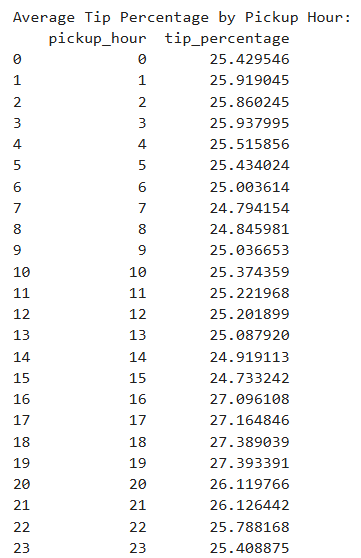 Average Tip Percentage by Pickup Hour:
pickup_hour tip_percentage
0 0 25.429546
1 1 25.919045
2 2 25.860245
3 3 25.937995
4 4 25.515856
5 5 25.434024
6 6 25.003614
7 7 24.794154
8 8 24.845981
9 9 25.036653
10 10 25.374359
11 11 25.221968
12 12 25.201899
13 13 25.087920
14 14 24.919113
15 15 24.733242
16 16 27.096108
17 17 27.164846
18 18 27.389039
19 19 27.393391
20 20 26.119766
21 21 26.126442
22 22 25.788168
23 23 25.408875